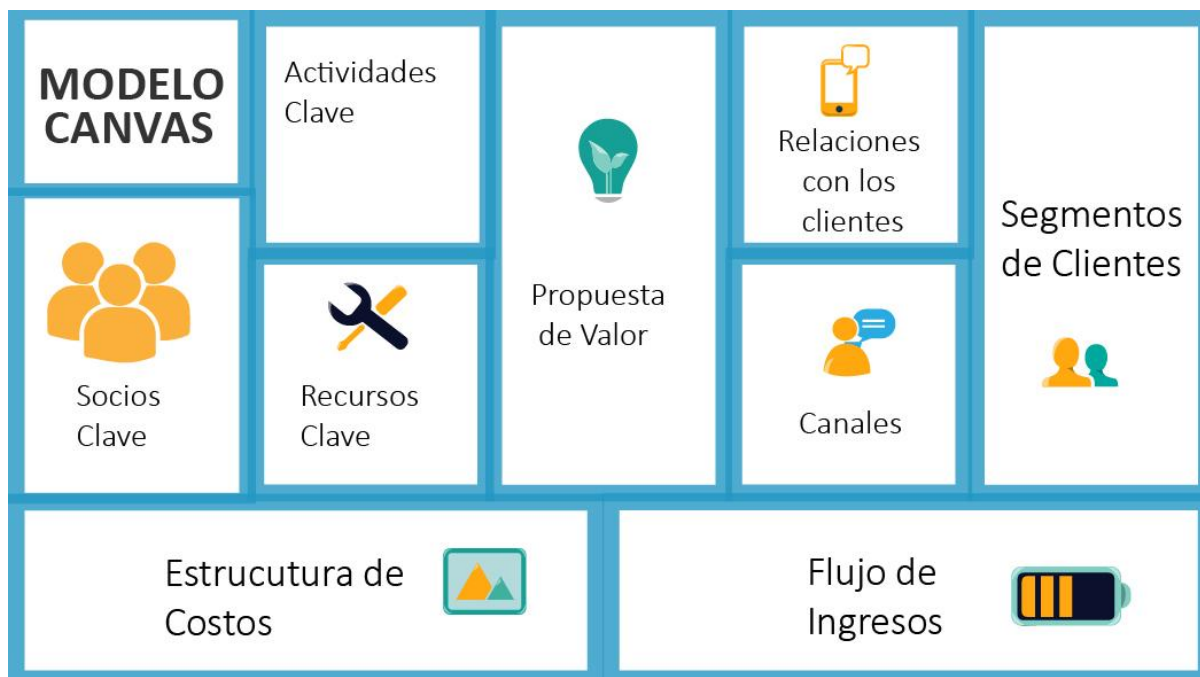 MODELO
CANVAS
Actividades
Clave
Propuesta
de Valor
Relaciones
con los
clientes
Segmentos
de Clientes
Socios
Clave
Recursos
Clave
Canales
Estrucutura de
Costos
Flujo de
Ingresos